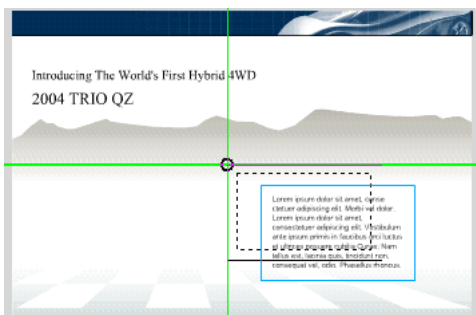 Introducing The World's First Hybrid 4WD
2004 TRIO QZ
Lorem ipsum dolor sit amet, conse
ctetuer adipiscing elit. Morbi vel dolor.
Lorem ipsum dolor sit amet,
consectetuer adipiscing elit. Vestibulum
ante ipsum primis in faucibus orci luctus
et ultrices posuere cubilia Curae; Nam
tellus est, lacinia quis, tincidunt non,
consequat vel, odio. Phasellus rhoncus.